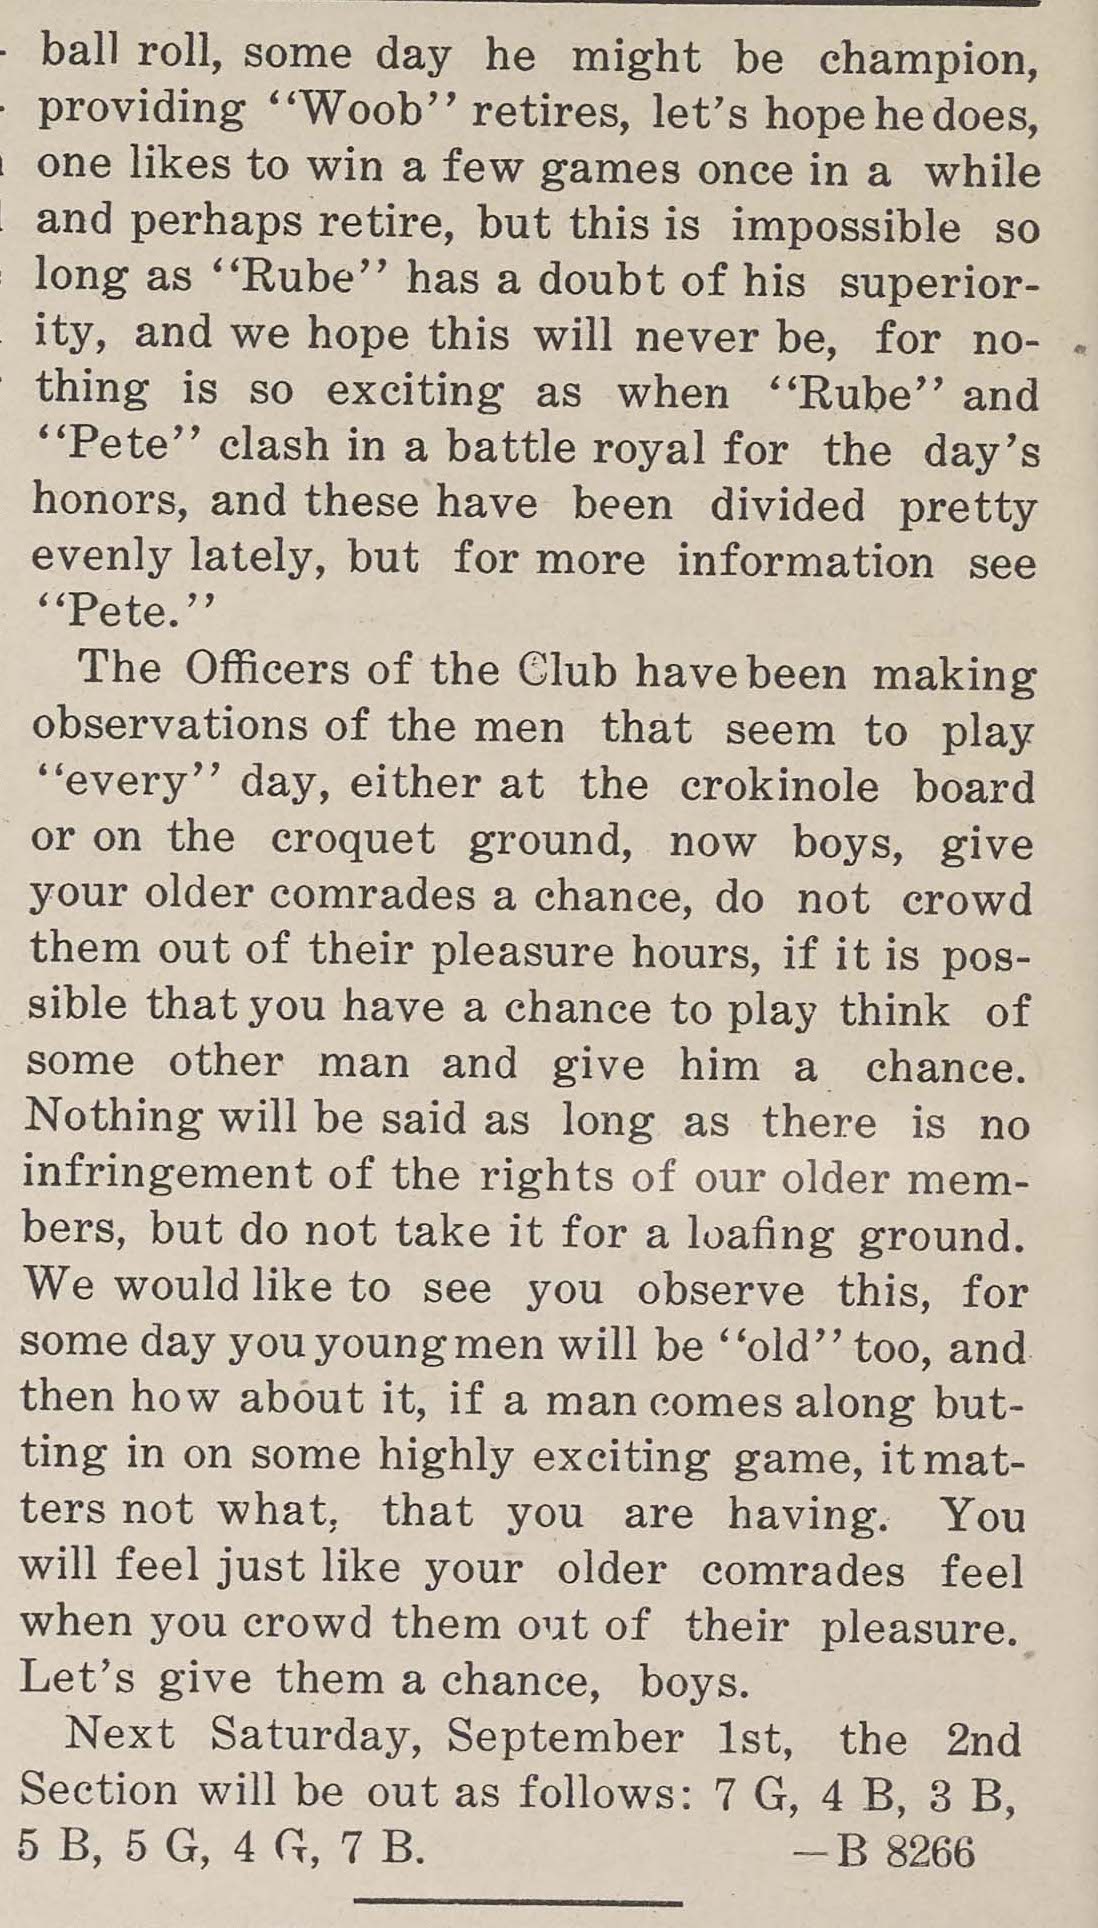 ball roll, some day he might be champion,
providing ‘‘Woob’’ retires, let’s hope he does,
one likes to win a few games once in a while
and perhaps retire, but this is impossible so
long as ‘‘Rube’’ has a doubt of his superior-
ity, and we hope this will never be, for no-
thing is so exciting as when ‘‘Rube’’ and
‘‘Pete’’ clash in a battle royal for the day’s
honors, and these have been divided pretty
evenly lately, but for more information see
‘‘Pete.’’
The Officers of the Club have been making
observations of the men that seem to play
‘‘every’’ day, either at the crokinole board
or on the croquet ground, now boys, give
your older comrades a chance, do not crowd
them out of their pleasure hours, if it is pos-
sible that you have a chance to play think of
some other man and give him a chance.
Nothing will be said as long as there is no
infringement of the rights of our older mem-
bers, but do not take it for a loafing ground.
We would like to see you observe this, for
some day you young men will be ‘‘old’’ too, and
then how about it, if a man comes along but-
ting in on some highly exciting game, it mat-
ters not what, that you are having. You
will feel just like your older comrades feel
when you crowd them out of their pleasure.
Let’s give them a chance, boys.
Next Saturday, September 1st, the 2nd
Section will be out as follows: 7 G, 4 B, 3 B,
5 B, 5 G, 4 G, 7 B. —B 8266